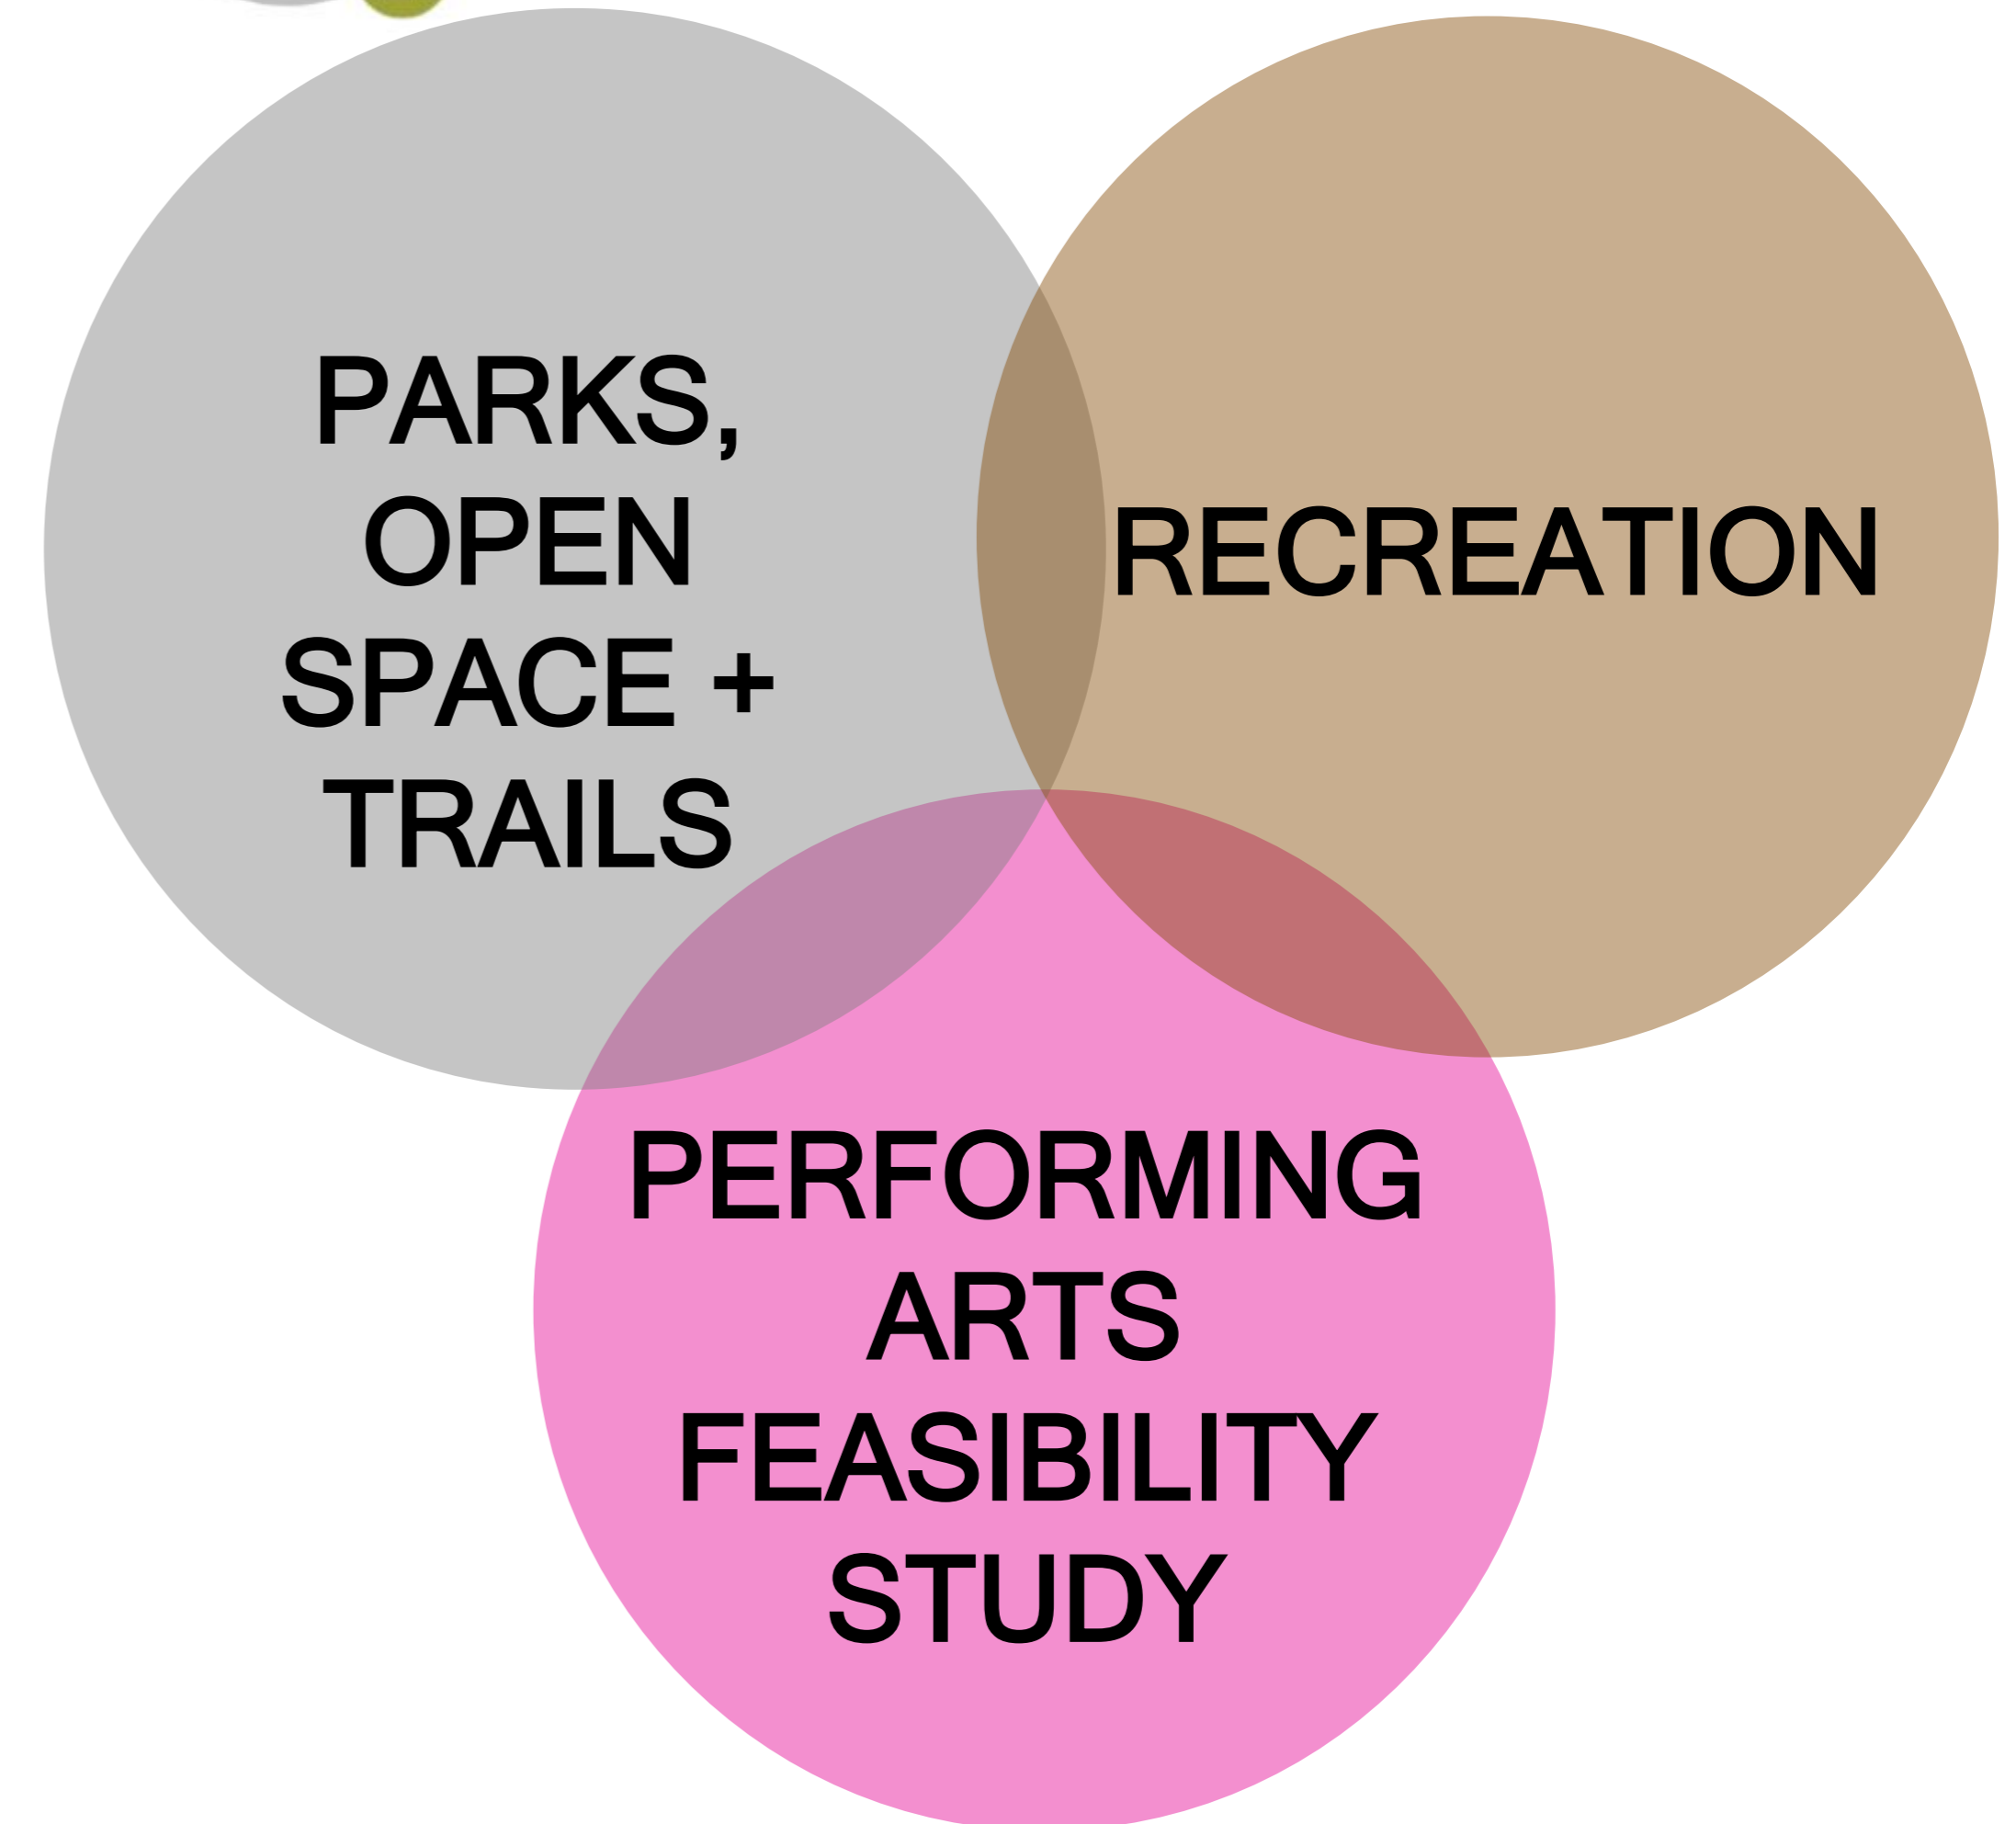 PARKS,
OPEN
SPACE +
TRAILS
RECREATION
PERFORMING
ARTS
FEASIBILITY
STUDY